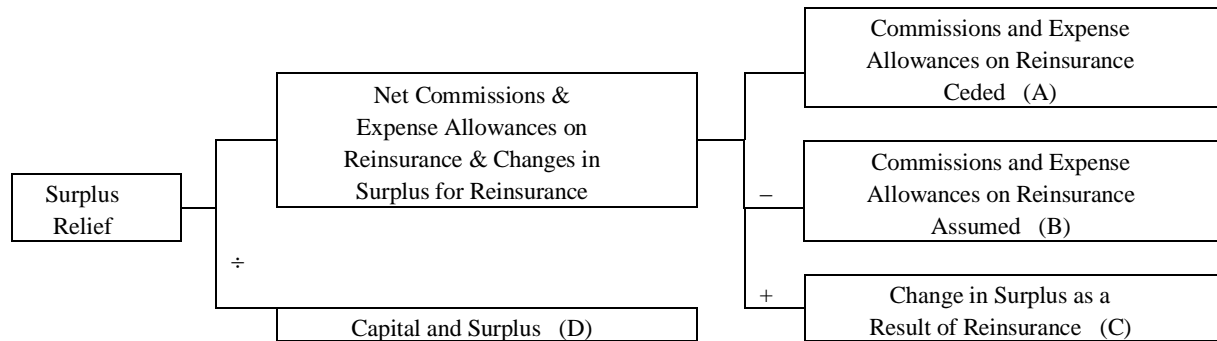 Surplus
Relief
÷
Net Commissions &
Expense Allowances on
Reinsurance & Changes in
Surplus for Reinsurance
Capital and Surplus (D)
Commissions and Expense
Allowances on Reinsurance
Ceded (A)
–
Commissions and Expense
Allowances on Reinsurance
Assumed (B)
+
Change in Surplus as a
Result of Reinsurance (C)